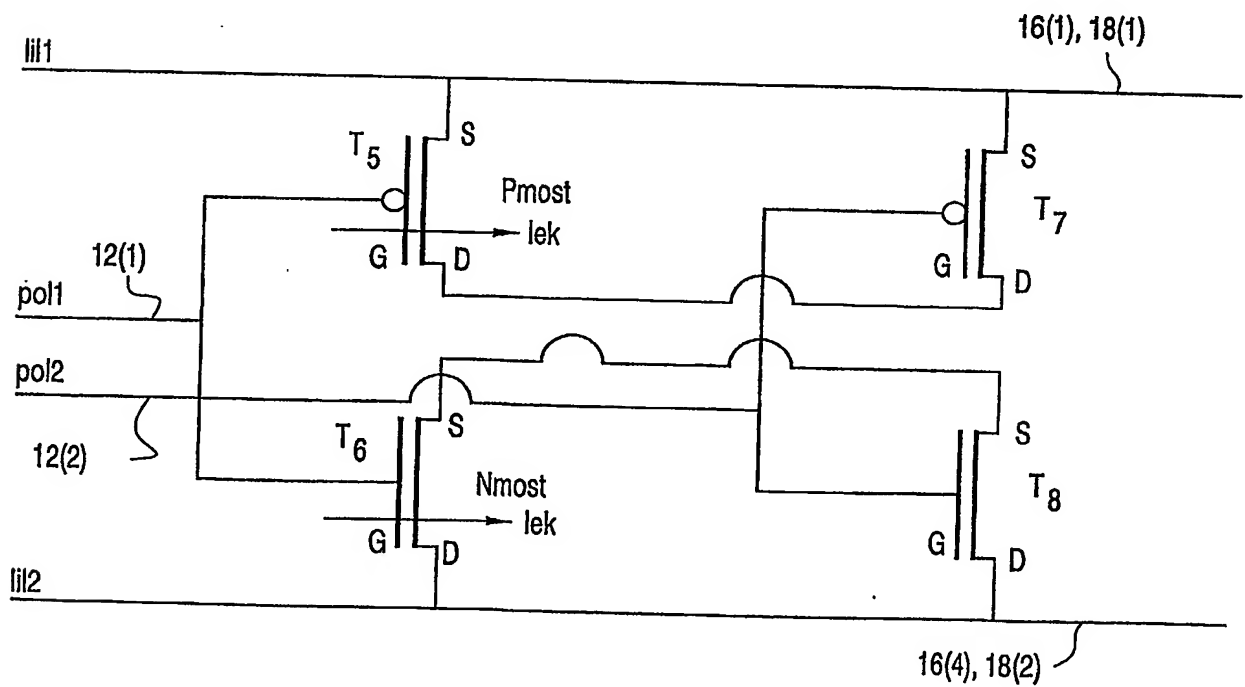 16(1), 18(1)
lil1
T5
S
S
Pmost
T7
lek
G
D
G
D
12(1)
pol1
pol2
12(2)
T6
S
S
Nmost
T8
lek
G
D
G
D
lil2
16(4), 18(2)